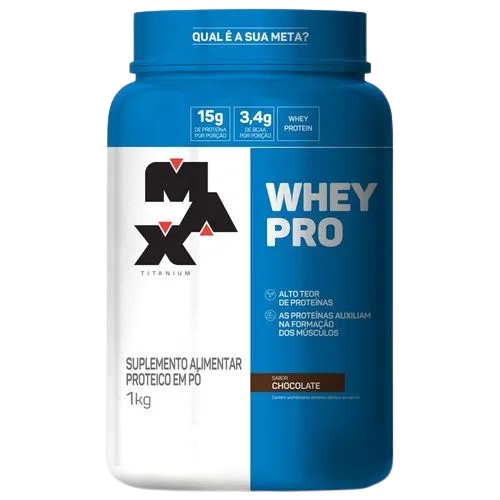 QUAL É A SUA META?
15g
DE PROTEÍNA
POR PORÇÃO
3,4g
DE BCAA
POR PORÇÃO
WHEY
PROTEIN
MAX
TITANIUM
WHEY
PRO
ALTO TEOR
DE PROTEÍNAS
AS PROTEÍNAS AUXILIAM
NA FORMAÇÃO
DOS MÚSCULOS
SUPLEMENTO ALIMENTAR
PROTEICO EM PÓ
1kg
SABOR
CHOCOLATE